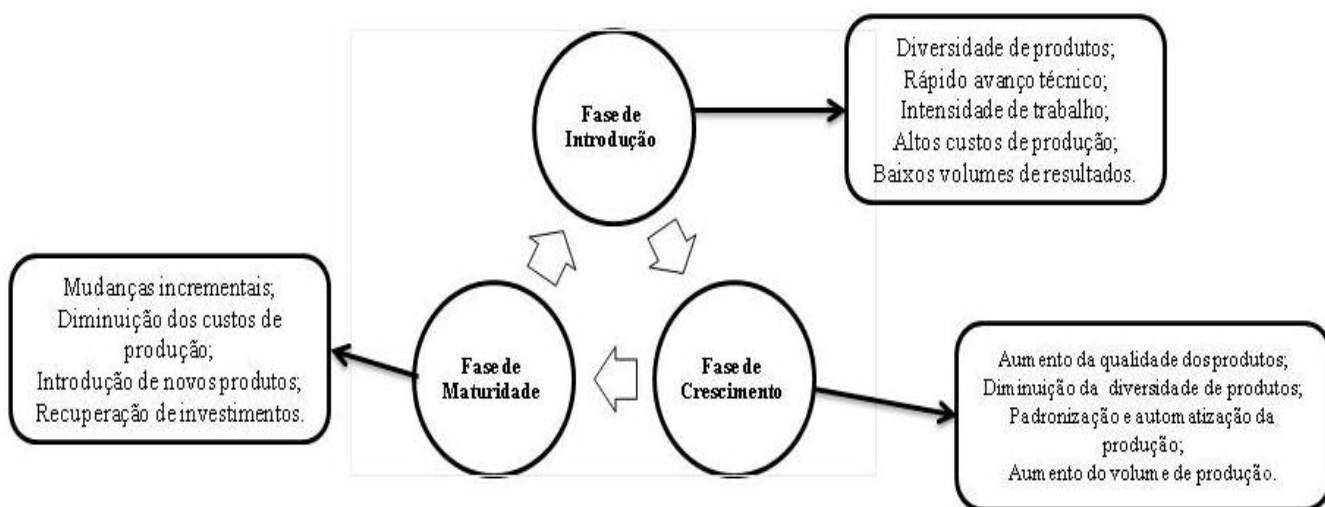 Fase de
Introdução
Diversidade de produtos;
Rápido avanço técnico;
Intensidade de trabalho;
Altos custos de produção;
Baixos volumes de resultados.
Mudanças incrementais;
Diminuição dos custos de
produção;
Introdução de novos produtos;
Recuperação de investimentos.
Fase de
Maturidade
Fase de
Crescimento
Aumento da qualidade dos produtos;
Diminuição da diversidade de produtos;
Padronização e automatização da
produção;
Aumento do volume de produção.